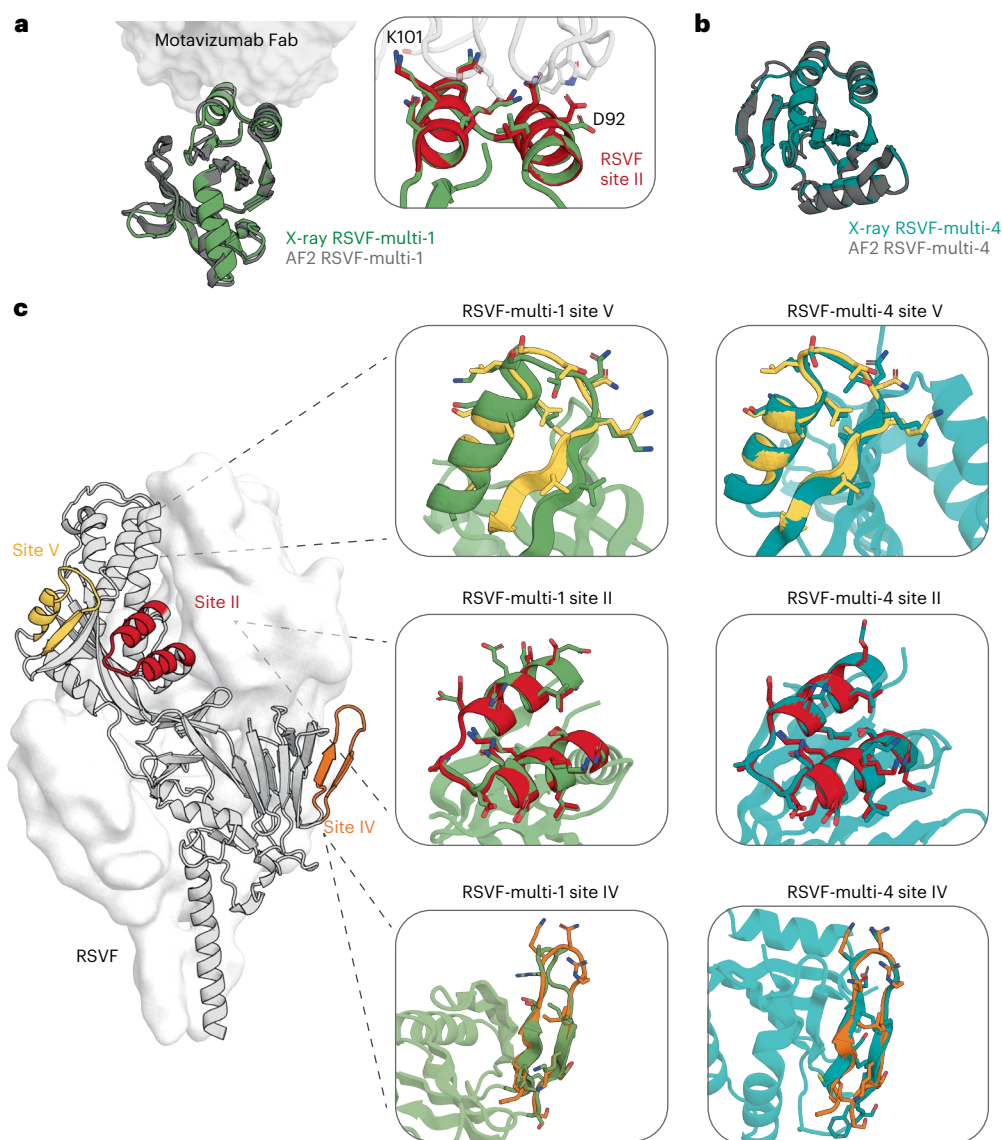 a
Motavizumab Fab
K101
D92
RSVF
site II
X-ray RSVF-multi-1
AF2 RSVF-multi-1
b
X-ray RSVF-multi-4
AF2 RSVF-multi-4
c
RSVF-multi-1 site V
RSVF-multi-4 site V
Site V
Site II
RSVF-multi-1 site II
RSVF-multi-4 site II
Site IV
RSVF
RSVF-multi-1 site IV
RSVF-multi-4 site IV